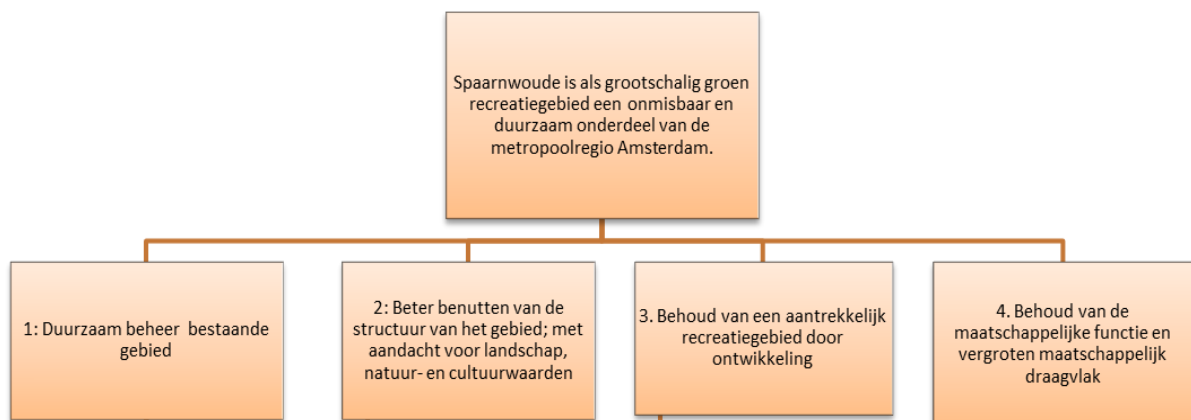 Spaarnwoude is als grootschalig groen
recreatiegebied een onmisbaar en
duurzaam onderdeel van de
metropoolregio Amsterdam.
1: Duurzaam beheer bestaande
gebied
2: Beter benutten van de
structuur van het gebied; met
aandacht voor landschap,
natuur- en cultuurwaarden
3. Behoud van een aantrekkelijk
recreatiegebied door
ontwikkeling
4. Behoud van de
maatschappelijke functie en
vergroten maatschappelijk
draagvlak